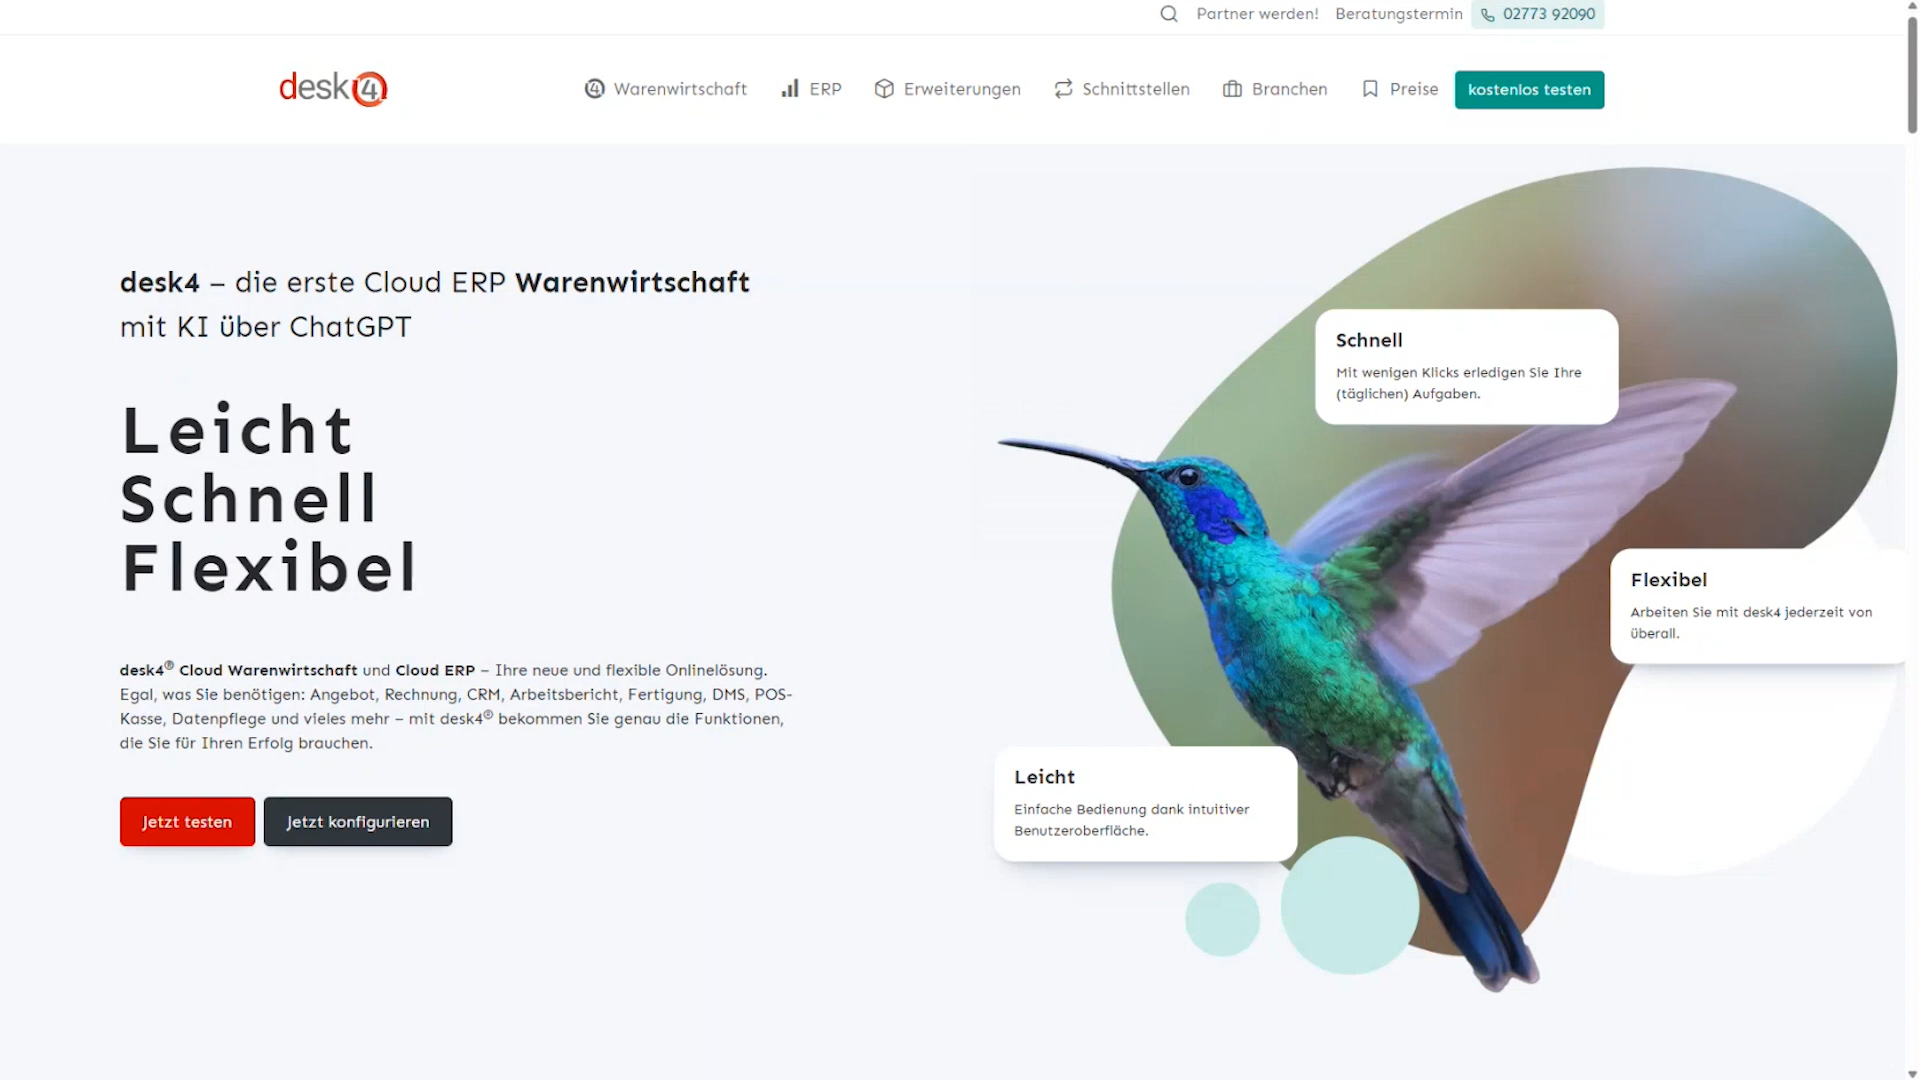 Partner werden! Beratungstermin 02773 92090
desk4 Warenwirtschaft ERP Erweiterungen Schnittstellen Branchen Preise kostenlos testen
desk4 – die erste Cloud ERP Warenwirtschaft
mit KI über ChatGPT
Leicht
Schnell
Flexibel
desk4® Cloud Warenwirtschaft und Cloud ERP – Ihre neue und flexible Onlinelösung.
Egal, was Sie benötigen: Angebot, Rechnung, CRM, Arbeitsbericht, Fertigung, DMS, POS-
Kasse, Datenpflege und vieles mehr – mit desk4® bekommen Sie genau die Funktionen,
die Sie für Ihren Erfolg brauchen.
Jetzt testen Jetzt konfigurieren
Schnell
Mit wenigen Klicks erledigen Sie Ihre
(täglichen) Aufgaben.
Flexibel
Arbeiten Sie mit desk4 jederzeit von
überall.
Leicht
Einfache Bedienung dank intuitiver
Benutzeroberfläche.